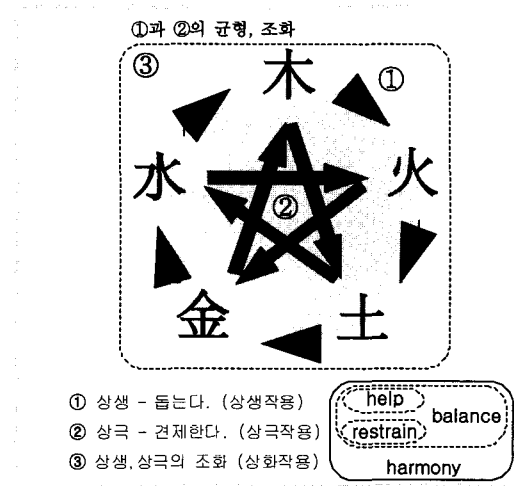 ①과 ②의 균형, 조화
③
木
①
水
火
②
金
土
① 상생 – 돕는다. (상생작용)
② 상극 – 견제한다. (상극작용)
③ 상생,상극의 조화 (상화작용)
help
balance
restrain
harmony